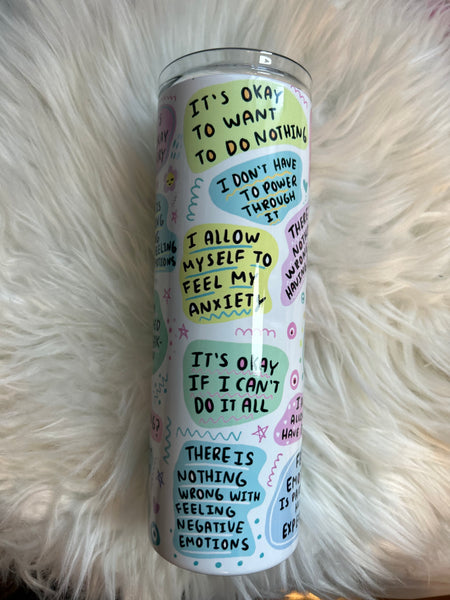 IT'S OKAY
TO WANT
TO DO NOTHING
I DON'T HAVE
TO POWER
THROUGH
IT
I ALLOW
MYSELF TO
FEEL MY
ANXIETY
IT'S OKAY
IF I CAN'T
DO IT ALL
THERE IS
NOTHING
WRONG WITH
FEELING
NEGATIVE
EMOTIONS